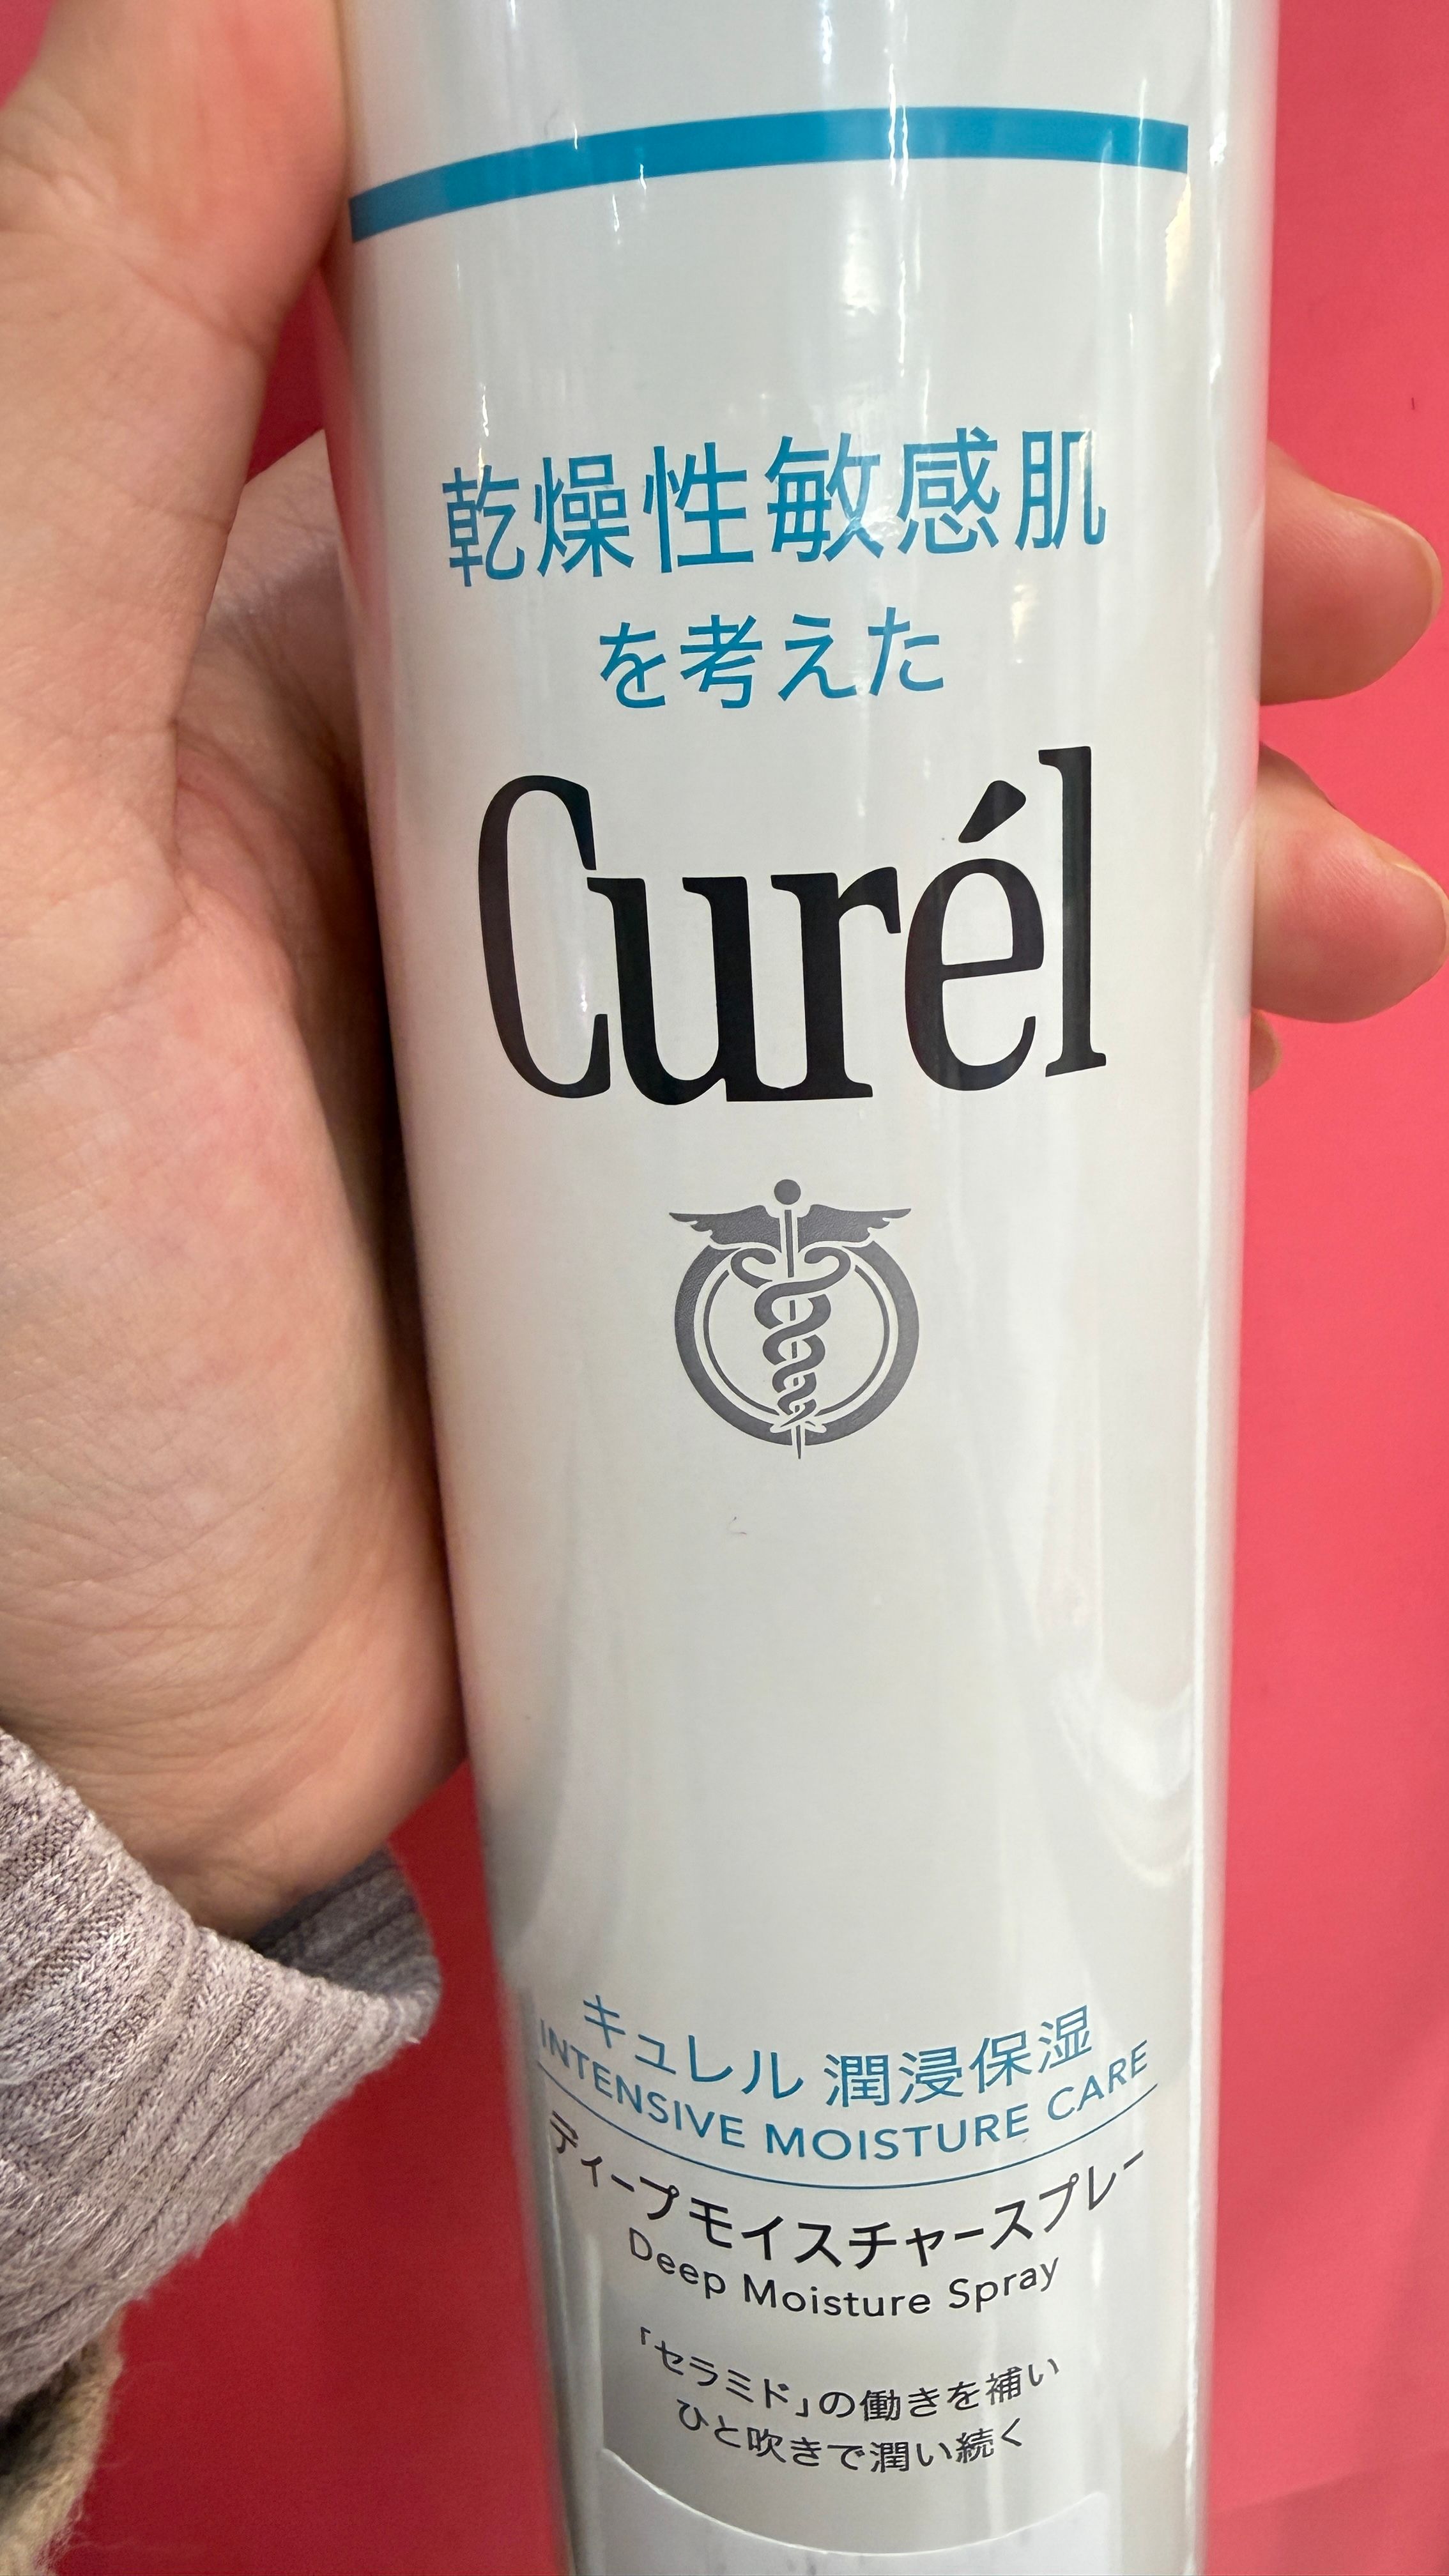 乾燥性敏感肌
を考えた
Curél
キュレル 潤浸保湿
INTENSIVE MOISTURE CARE
ディープモイスチャースプレー
Deep Moisture Spray
「セラミド」の働きを補い
ひと吹きで潤い続く